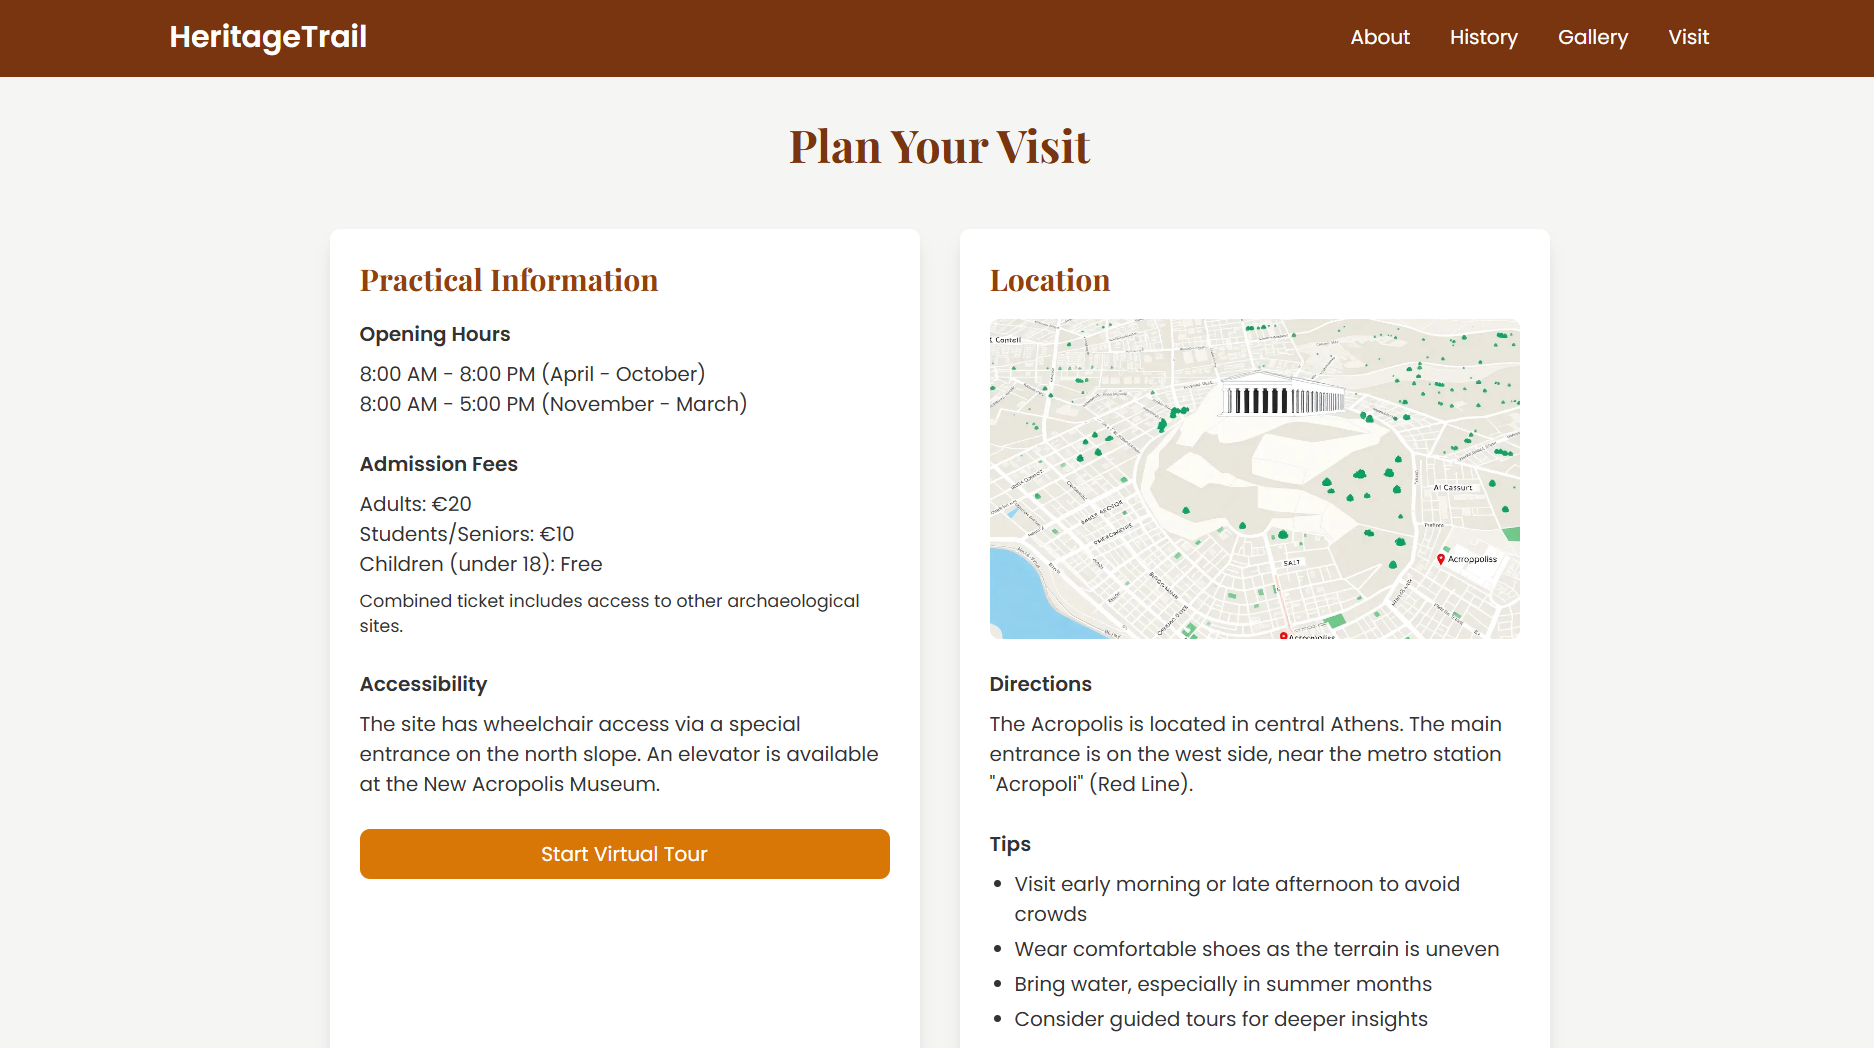 HeritageTrail
About
History
Gallery
Visit
Plan Your Visit
Practical Information
Opening Hours
8:00 AM - 8:00 PM (April - October)
8:00 AM - 5:00 PM (November - March)
Admission Fees
Adults: €20
Students/Seniors: €10
Children (under 18): Free
Combined ticket includes access to other archaeological
sites.
Accessibility
The site has wheelchair access via a special
entrance on the north slope. An elevator is available
at the New Acropolis Museum.
Start Virtual Tour
Location
Al Cassurt
Acrroppoliss
SALT
Directions
The Acropolis is located in central Athens. The main
entrance is on the west side, near the metro station
"Acropoli" (Red Line).
Tips
• Visit early morning or late afternoon to avoid
crowds
• Wear comfortable shoes as the terrain is uneven
• Bring water, especially in summer months
• Consider guided tours for deeper insights